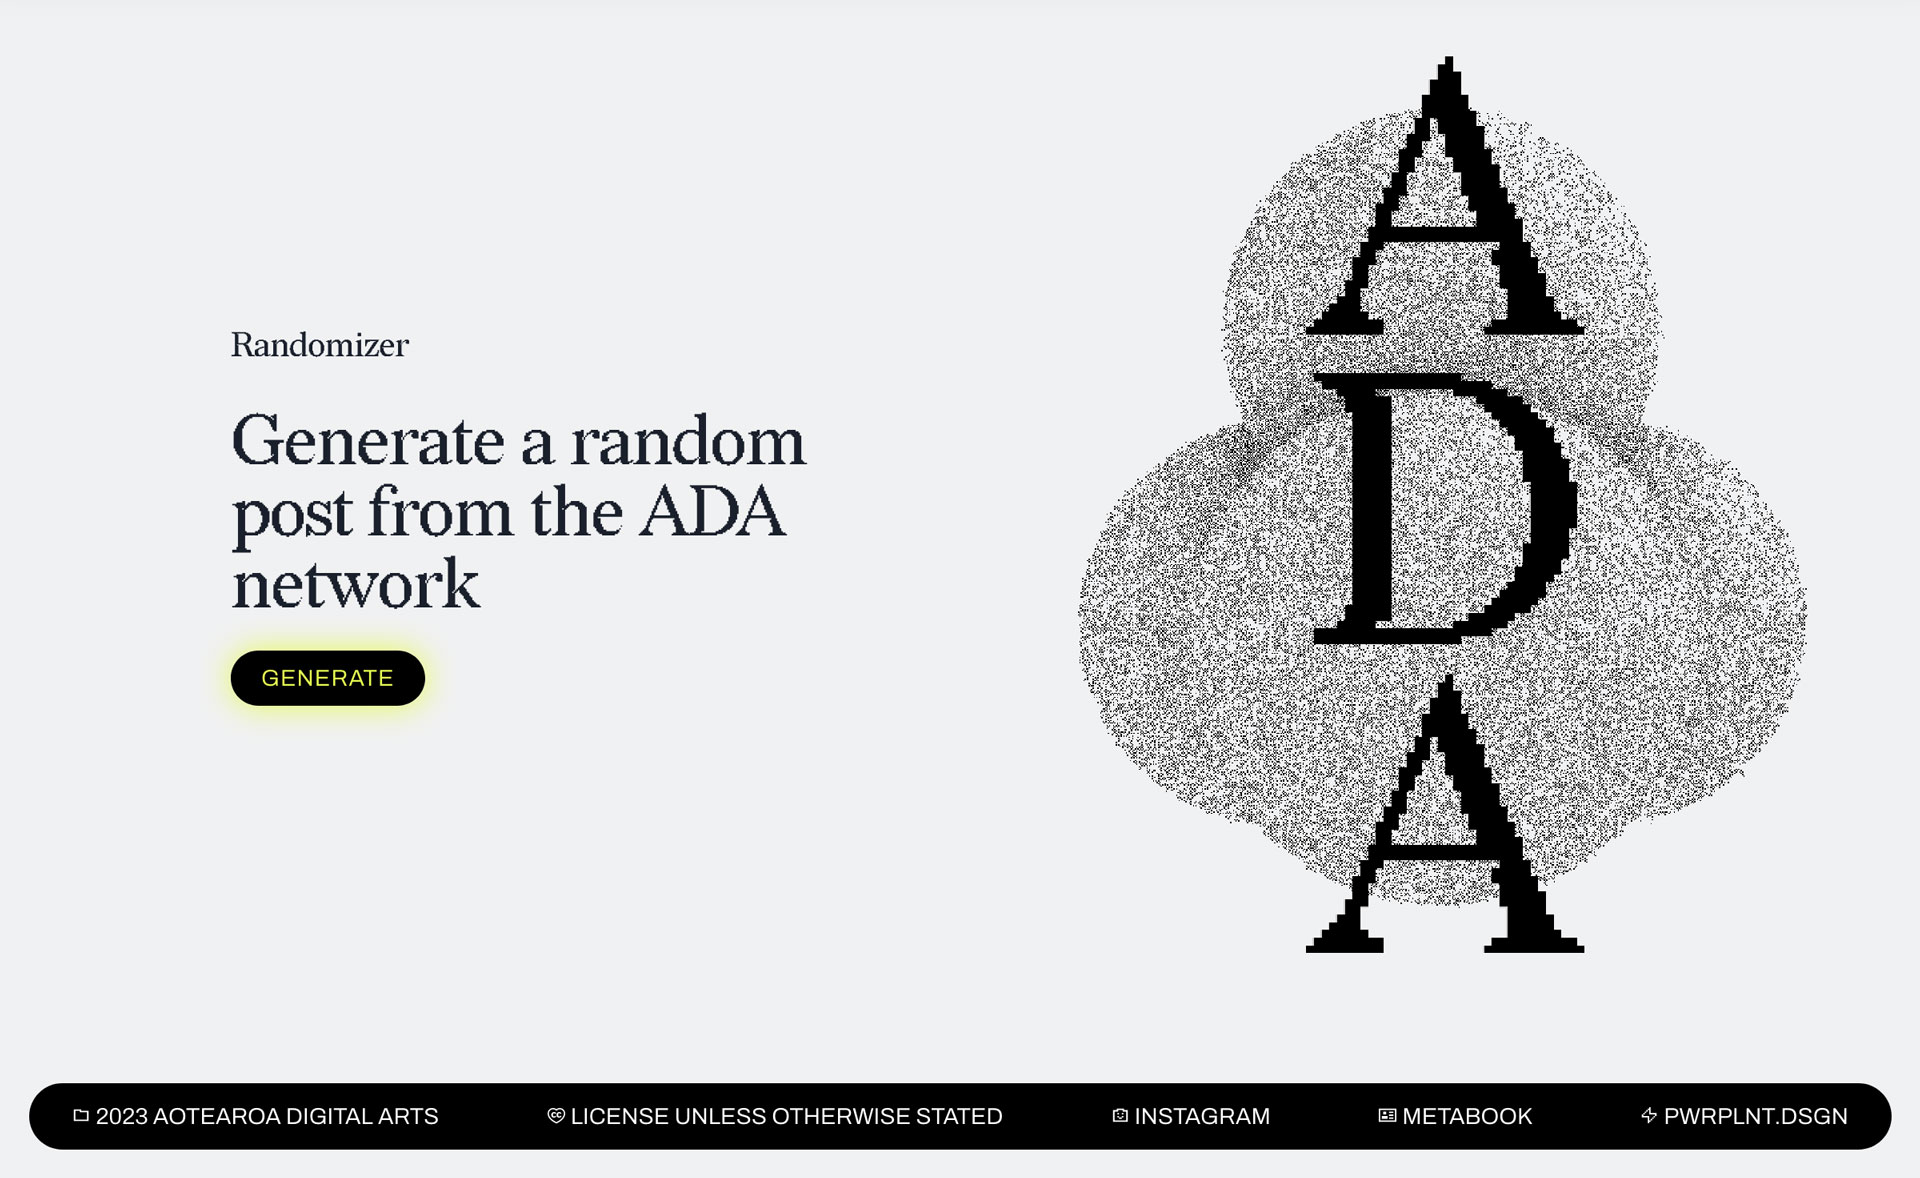 Randomizer
Generate a random
post from the ADA
network
GENERATE
A
D
A
2023 AOTEAROA DIGITAL ARTS
LICENSE UNLESS OTHERWISE STATED
INSTAGRAM
METABOOK
PWRPLNT.DSGN